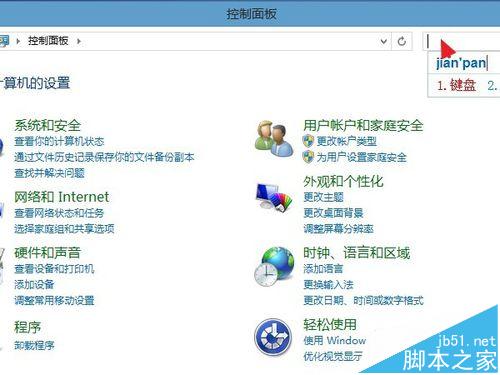 控制面板
控制面板
jian'pan
1.键盘 2.
计算机的设置
系统和安全
查看你的计算机状态
通过文件历史记录保存你的文件备份副本
查找并解决问题
网络和 Internet
查看网络状态和任务
选择家庭组和共享选项
硬件和声音
查看设备和打印机
添加设备
调整常用移动设置
程序
卸载程序
用户帐户和家庭安全
更改帐户类型
为用户设置家庭安全
外观和个性化
更改主题
更改桌面背景
调整屏幕分辨率
时钟、语言和区域
添加语言
更换输入法
更改日期、时间或数字格式
轻松使用
使用 Window
优化视觉显示
jb51.net
脚本之家